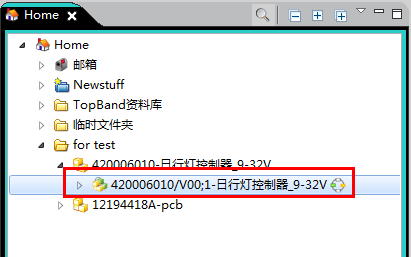 Home
Home
邮箱
Newstuff
TopBand资料库
临时文件夹
for test
420006010-日行灯控制器_9-32V
420006010/V00;1-日行灯控制器_9-32V
12194418A-pcb